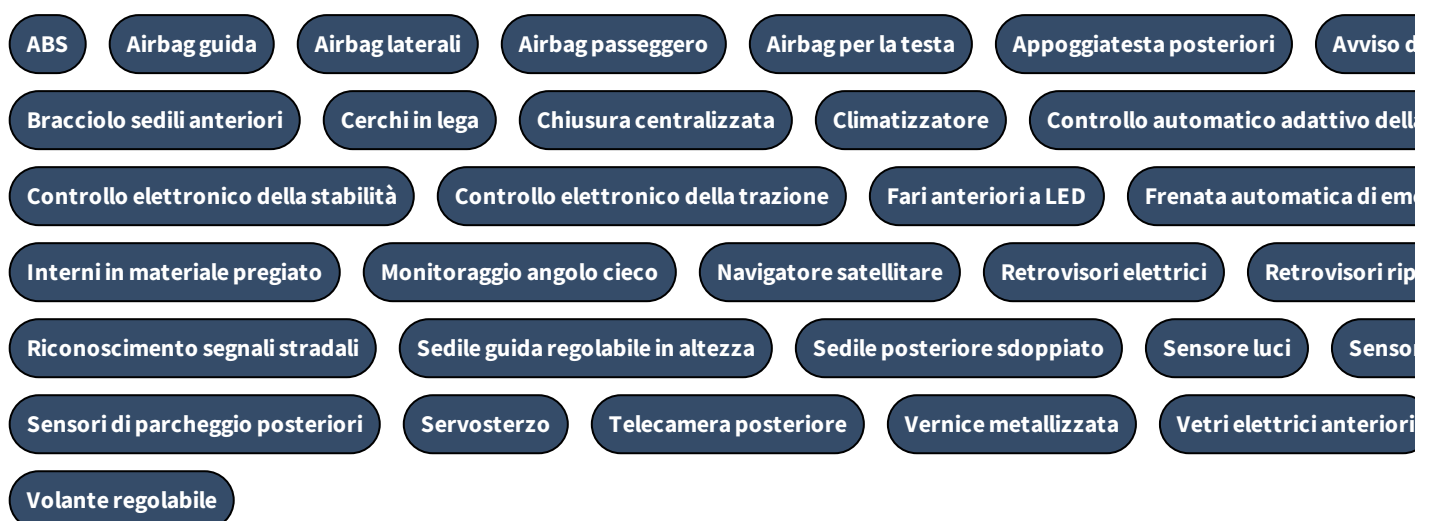 ABS Airbag guida Airbag laterali Airbag passeggero Airbag per la testa Appoggiatesta posteriori Avviso
Bracciolo sedili anteriori Cerchi in lega Chiusura centralizzata Climatizzatore Controllo automatico adattivo
Controllo elettronico della stabilità Controllo elettronico della trazione Fari anteriori a LED Frenata automatica di
Interni in materiale pregiato Monitoraggio angolo cieco Navigatore satellitare Retrovisori elettrici Retrovisori
Riconoscimento segnali stradali Sedile guida regolabile in altezza Sedile posteriore sdoppiato Sensore luci
Sensori di parcheggio posteriori Servosterzo Telecamera posteriore Vernice metallizzata Vetri elettrici anteriori
Volante regolabile